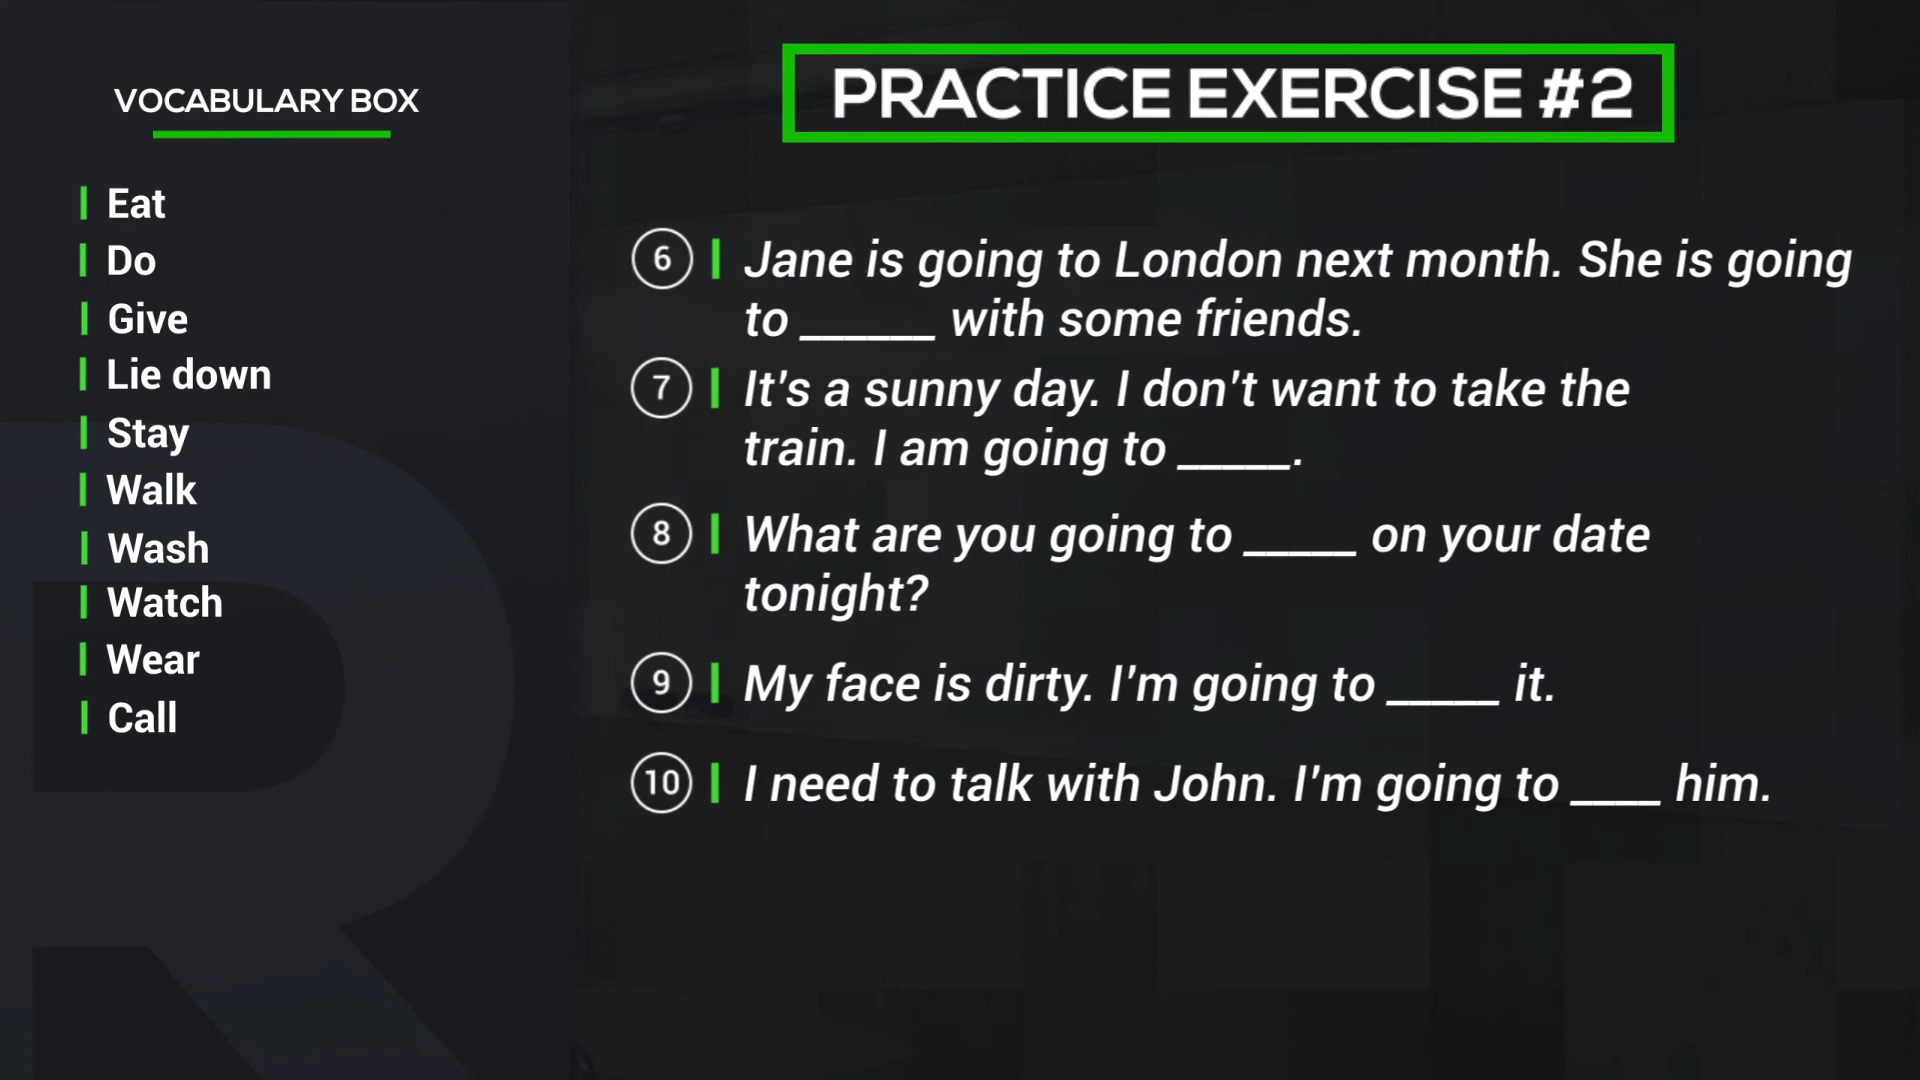 VOCABULARY BOX
Eat
Do
Give
Lie down
Stay
Walk
Wash
Watch
Wear
Call
PRACTICE EXERCISE #2
6 Jane is going to London next month. She is going
to ______ with some friends.
7 It's a sunny day. I don't want to take the
train. I am going to _____.
8 What are you going to _____ on your date
tonight?
9 My face is dirty. I'm going to _____ it.
10 I need to talk with John. I'm going to ____ him.